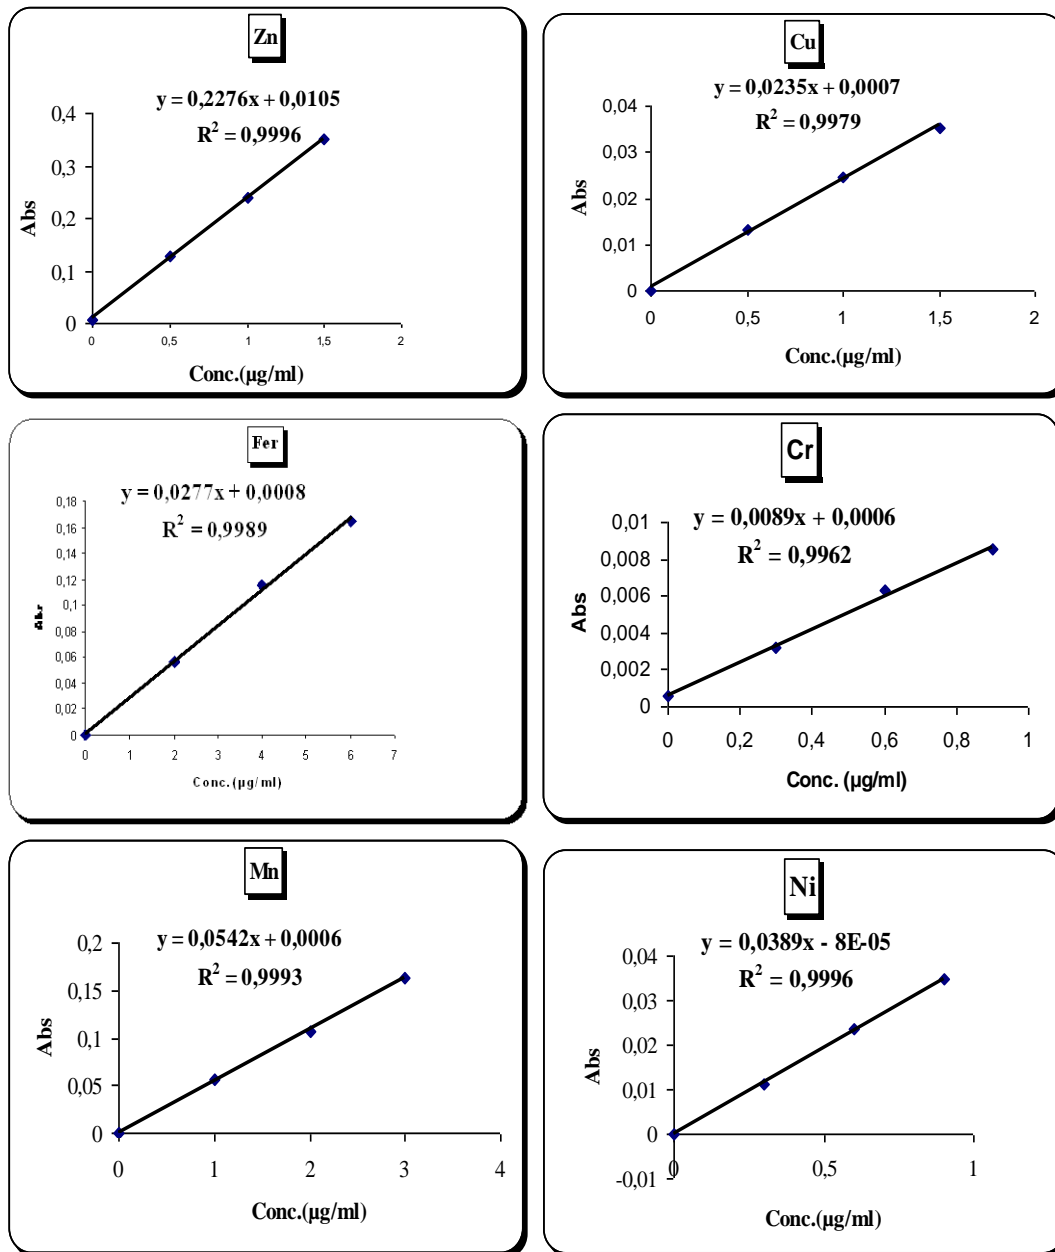 Zn
y = 0,2276x + 0,0105
R² = 0,9996
0,4
0,3
0,2
0,1
0
Abs
0 0,5 1 1,5 2
Conc.(µg/ml)
Cu
y = 0,0235x + 0,0007
R² = 0,9979
0,04
0,03
0,02
0,01
0
Abs
0 0,5 1 1,5 2
Conc.(µg/ml)
Fer
y = 0,0277x + 0,0008
R² = 0,9989
0,18
0,16
0,14
0,12
0,1
0,08
0,06
0,04
0,02
0
Abr
0 1 2 3 4 5 6 7
Conc. (µg/ml)
Cr
y = 0,0089x + 0,0006
R² = 0,9962
0,01
0,008
0,006
0,004
0,002
0
Abs
0 0,2 0,4 0,6 0,8 1
Conc. (µg/ml)
Mn
y = 0,0542x + 0,0006
R² = 0,9993
0,2
0,15
0,1
0,05
0
Abs
0 1 2 3 4
Conc.(µg/ml)
Ni
y = 0,0389x - 8E-05
R² = 0,9996
0,04
0,03
0,02
0,01
0
-0,01
Abs
0 0,5 1
Conc.(µg/ml)